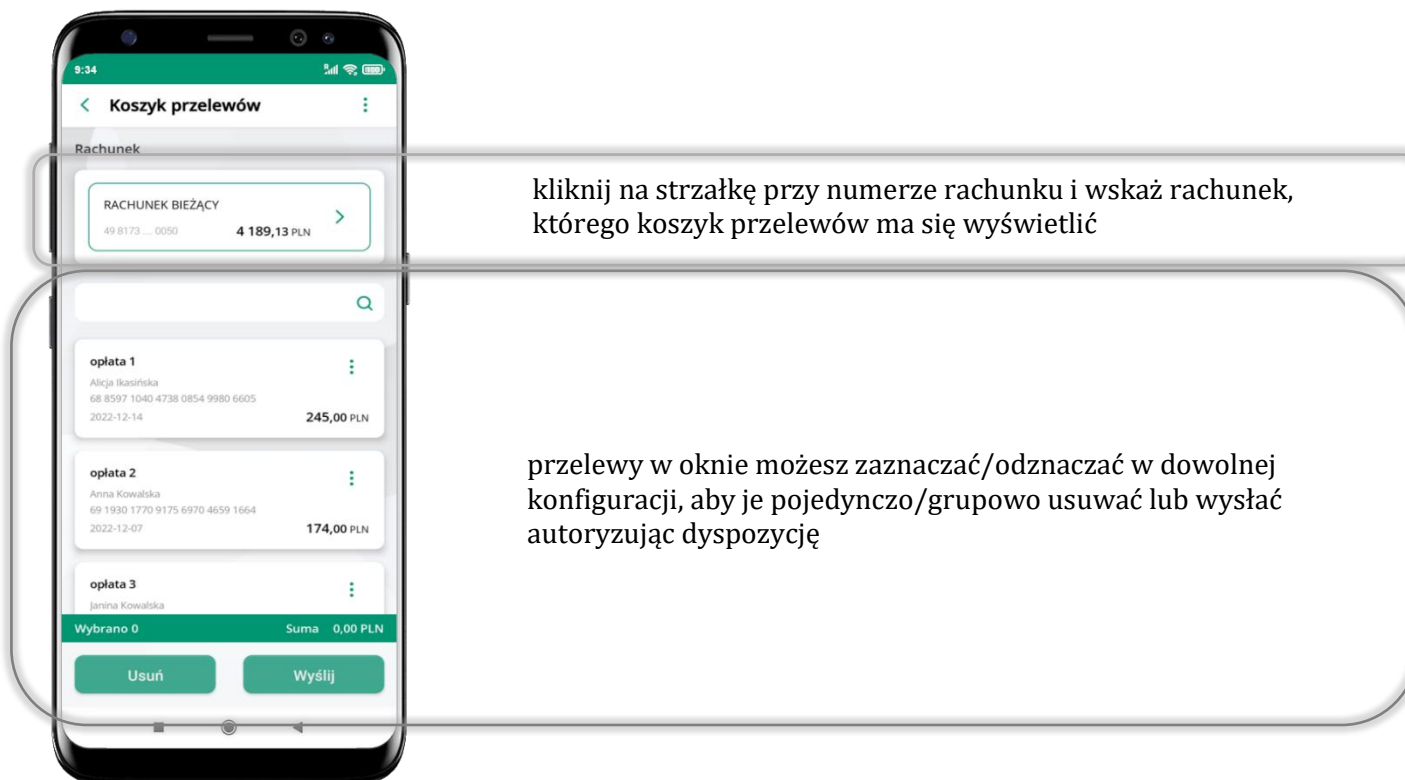 9:34
Koszyk przelewów
Rachunek
RACHUNEK BIEŻĄCY
49 8173 .... 0050 4 189,13 PLN
kliknij na strzałkę przy numerze rachunku i wskaż rachunek,
którego koszyk przelewów ma się wyświetlić
opłata 1
Alicja Ikasińska
68 8597 1040 4738 0854 9980 6605
2022-12-14 245,00 PLN
opłata 2
Anna Kowalska
69 1930 1770 9175 6970 4659 1664
2022-12-07 174,00 PLN
opłata 3
Janina Kowalska
Wybrano 0 Suma 0,00 PLN
Usuń Wyślij
przelewy w oknie możesz zaznaczać/odznaczać w dowolnej
konfiguracji, aby je pojedynczo/grupowo usuwać lub wysłać
autoryzując dyspozycję